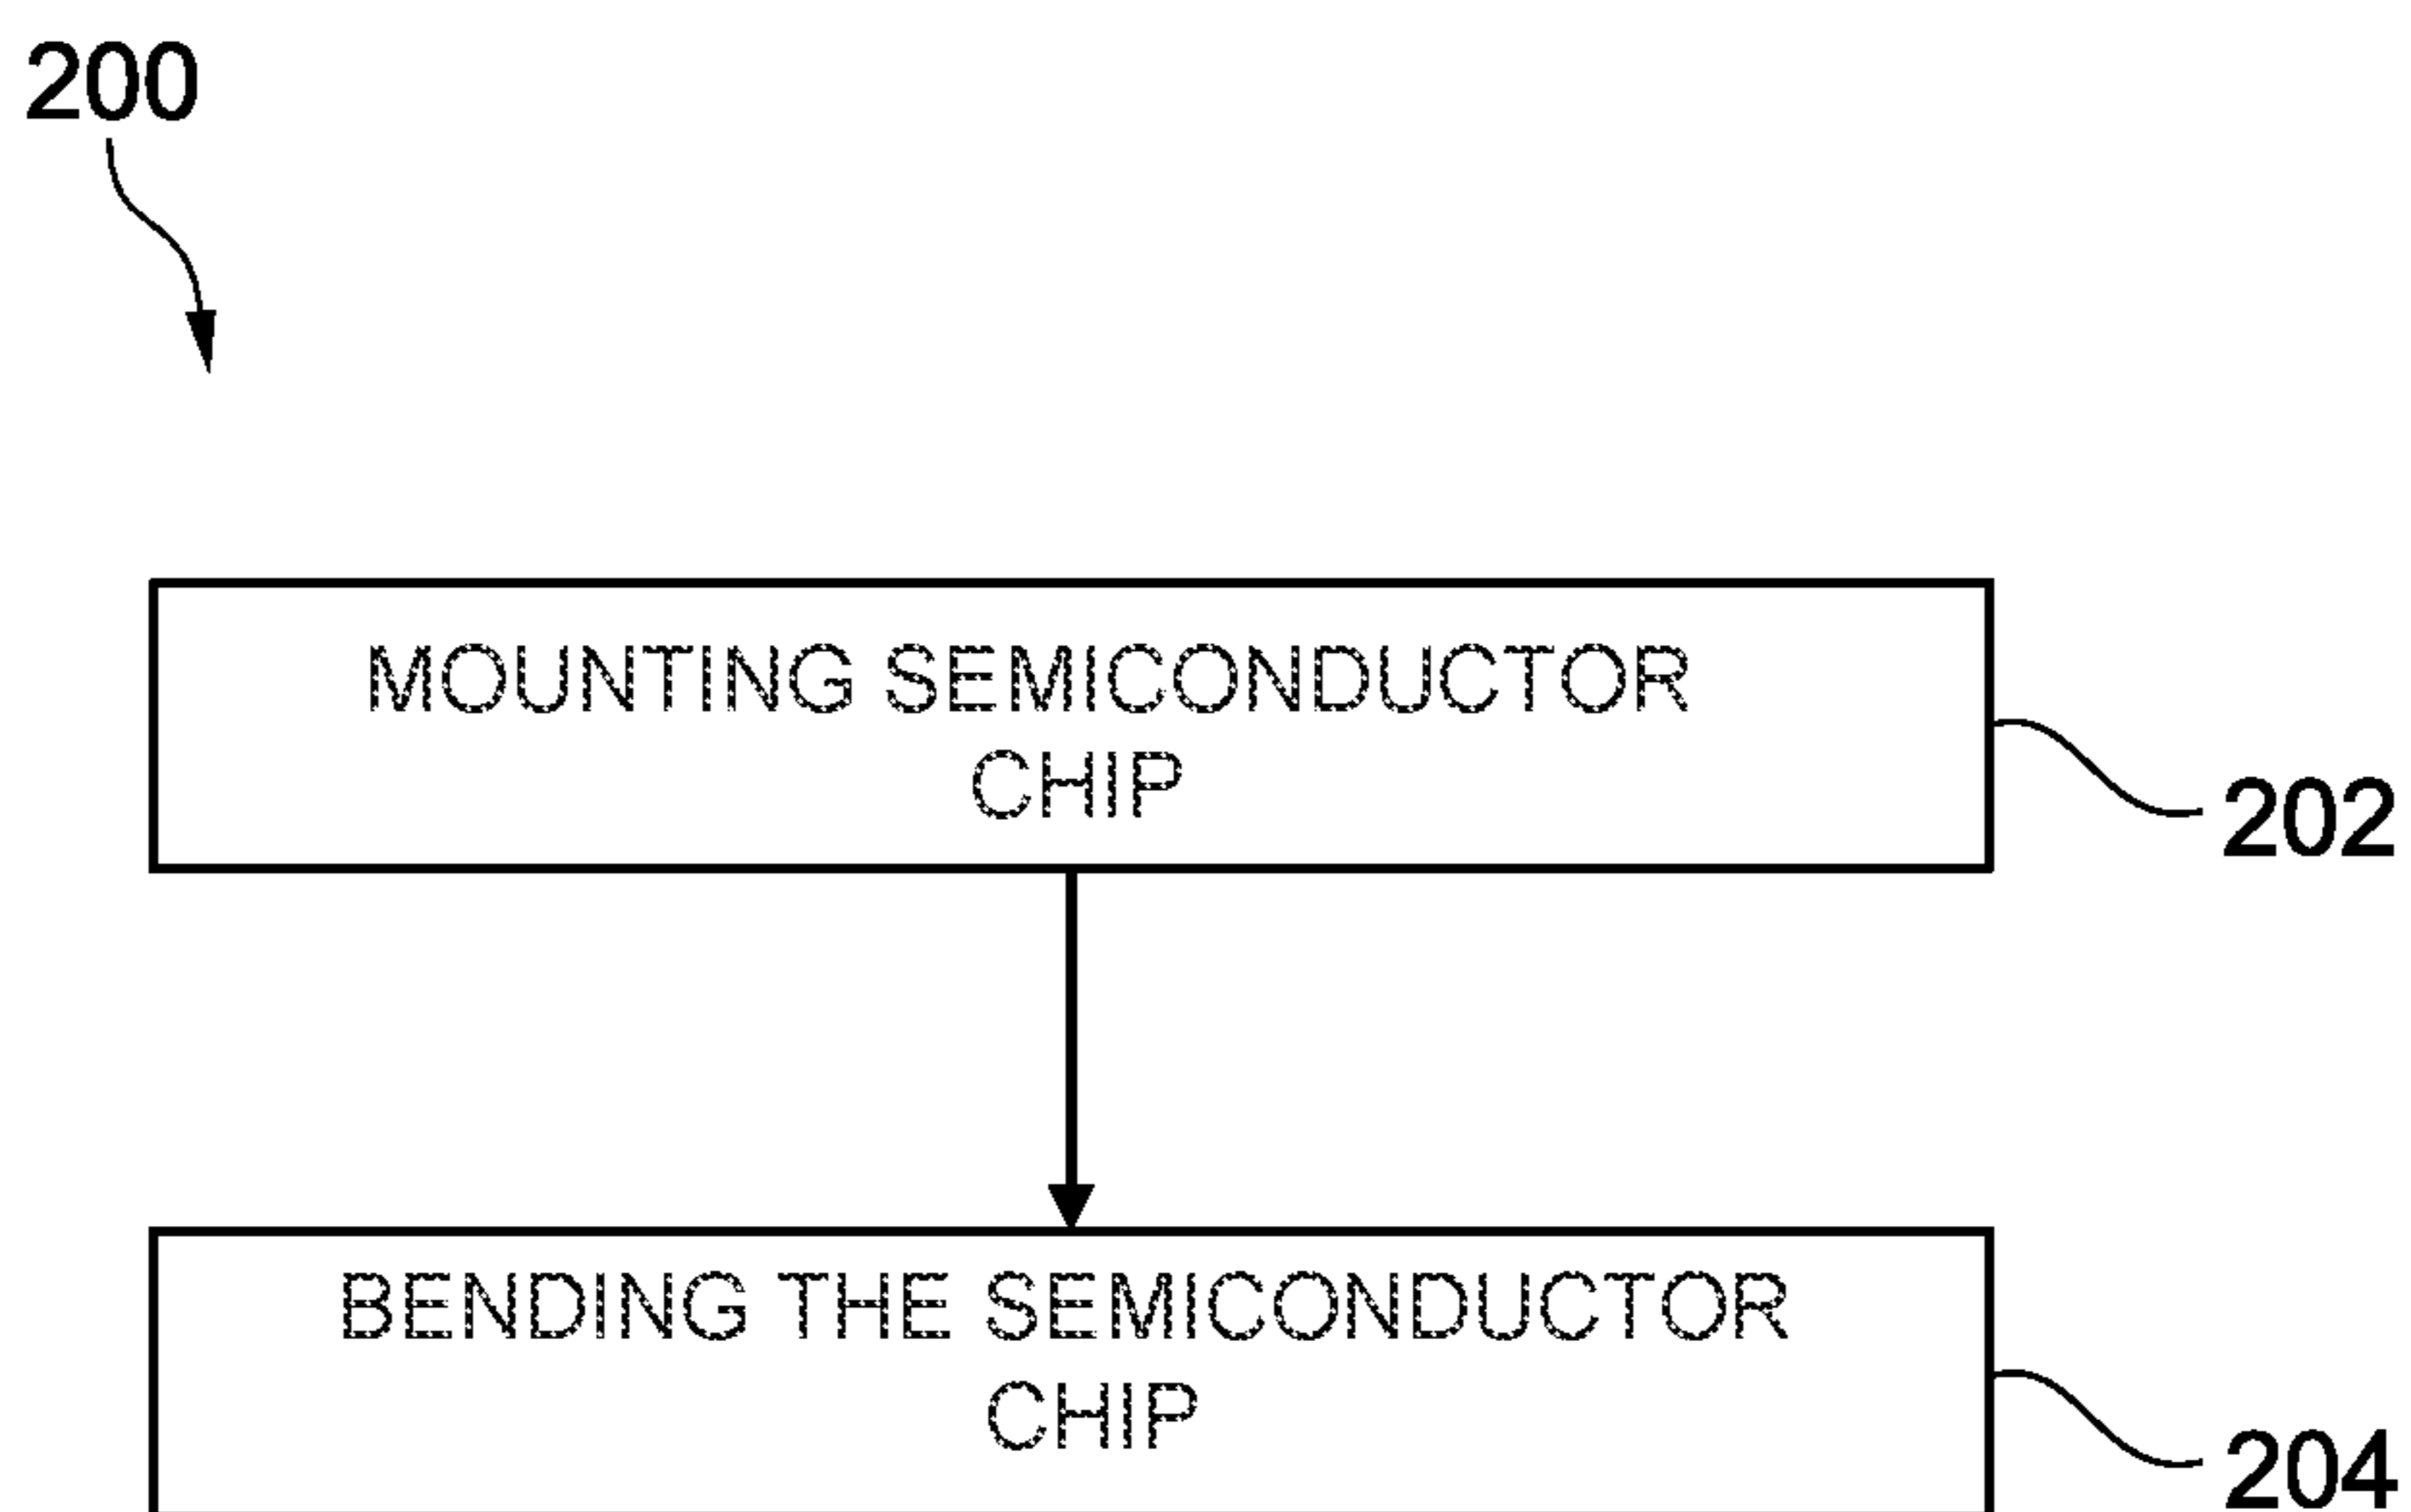 200
MOUNTING SEMICONDUCTOR
CHIP
202
BENDING THE SEMICONDUCTOR
CHIP
204